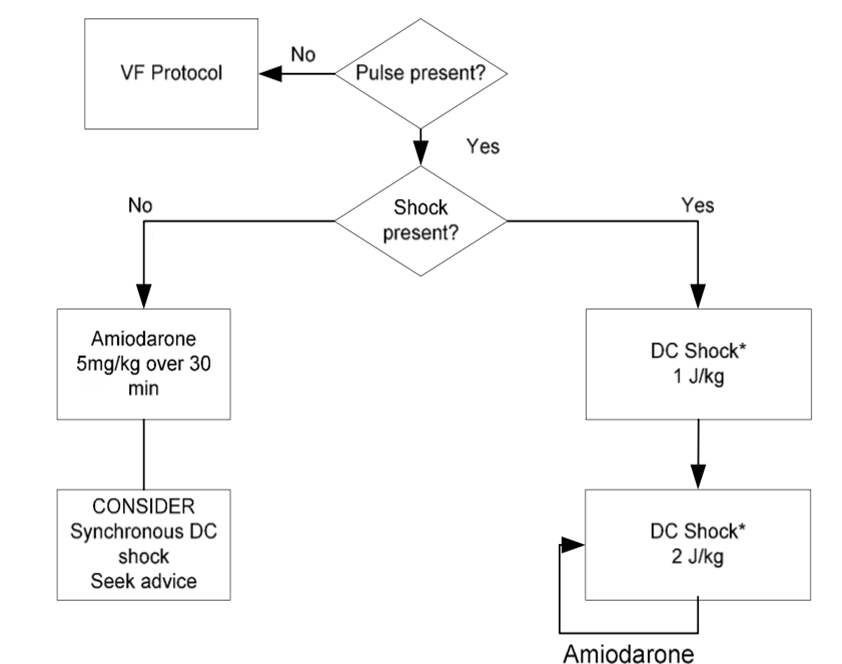 No
VF Protocol
Pulse present?
Yes
Shock
present?
No
Yes
Amiodarone
5mg/kg over 30
min
DC Shock*
1 J/kg
CONSIDER
Synchronous DC
shock
Seek advice
DC Shock*
2 J/kg
Amiodarone